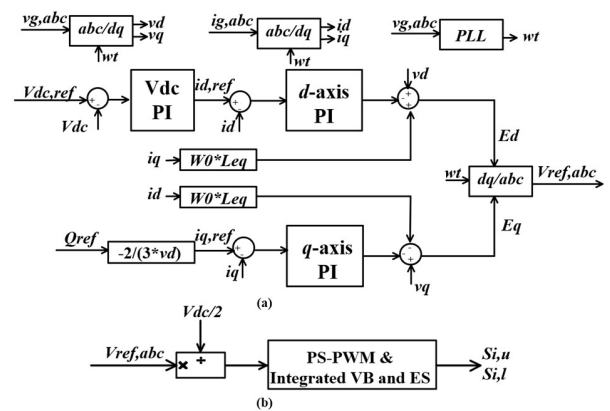 vg,abc
abc/dq
vd
vq
wt
ig,abc
abc/dq
id
iq
wt
vg,abc
PLL
wt
Vdc,ref
+
-
Vdc
Vdc
PI
id,ref
+
-
id
d-axis
PI
vd
-
+
+
iq
W0*Leq
Ed
id
W0*Leq
wt
dq/abc
Vref,abc
Eq
Qref
-2/(3*vd)
iq,ref
+
-
iq
q-axis
PI
-
-
+
vq
(a)
Vdc/2
Vref,abc
×
÷
PS-PWM &
Integrated VB and ES
Si,u
Si,l
(b)